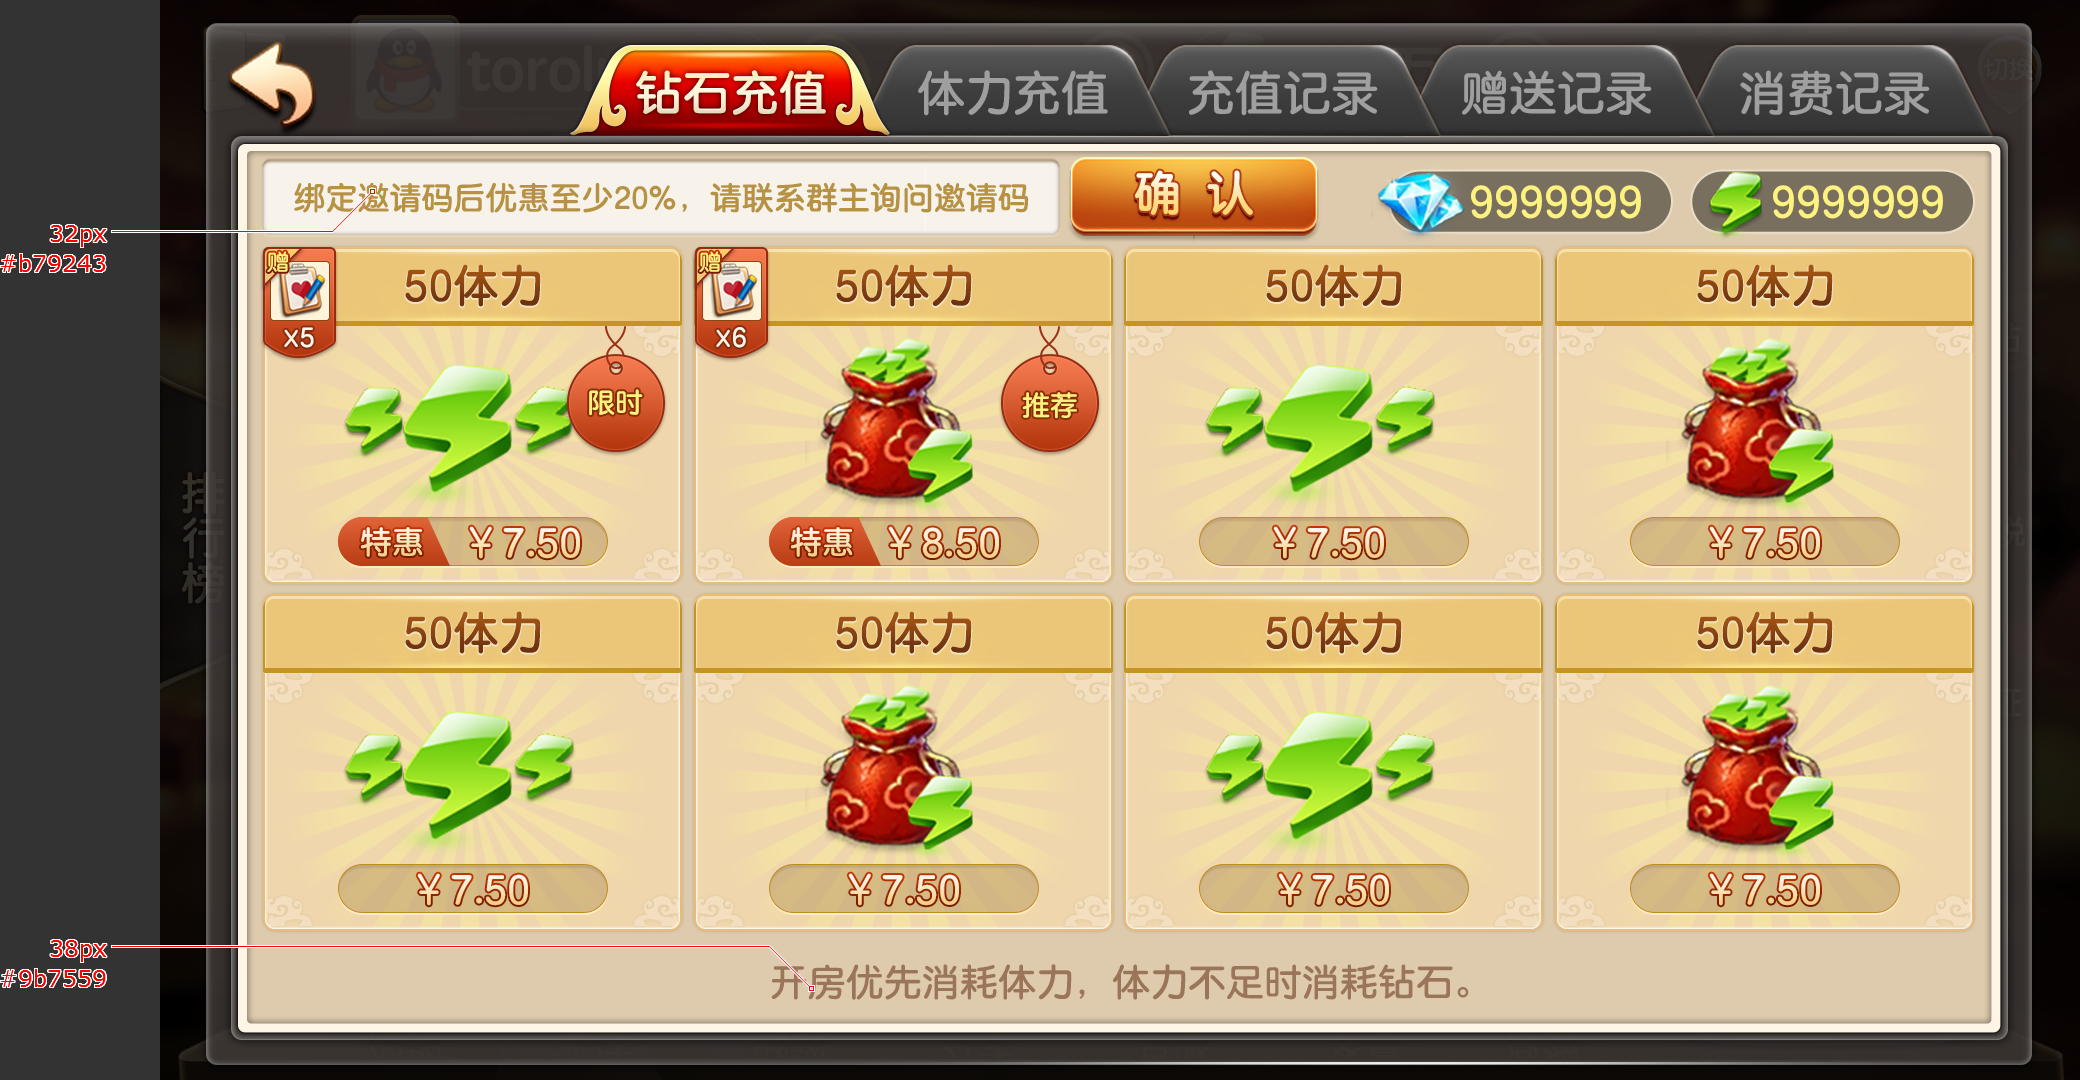 torol
切换
钻石充值
体力充值
充值记录
赠送记录
消费记录
绑定邀请码后优惠至少20%，请联系群主询问邀请码
确 认
9999999
9999999
32px
#b79243
赠
x5
50体力
限时
特惠
￥7.50
赠
x6
50体力
推荐
特惠
￥8.50
50体力
￥7.50
50体力
￥7.50
排行榜
50体力
￥7.50
50体力
￥7.50
50体力
￥7.50
50体力
￥7.50
38px
#9b7559
开房优先消耗体力，体力不足时消耗钻石。